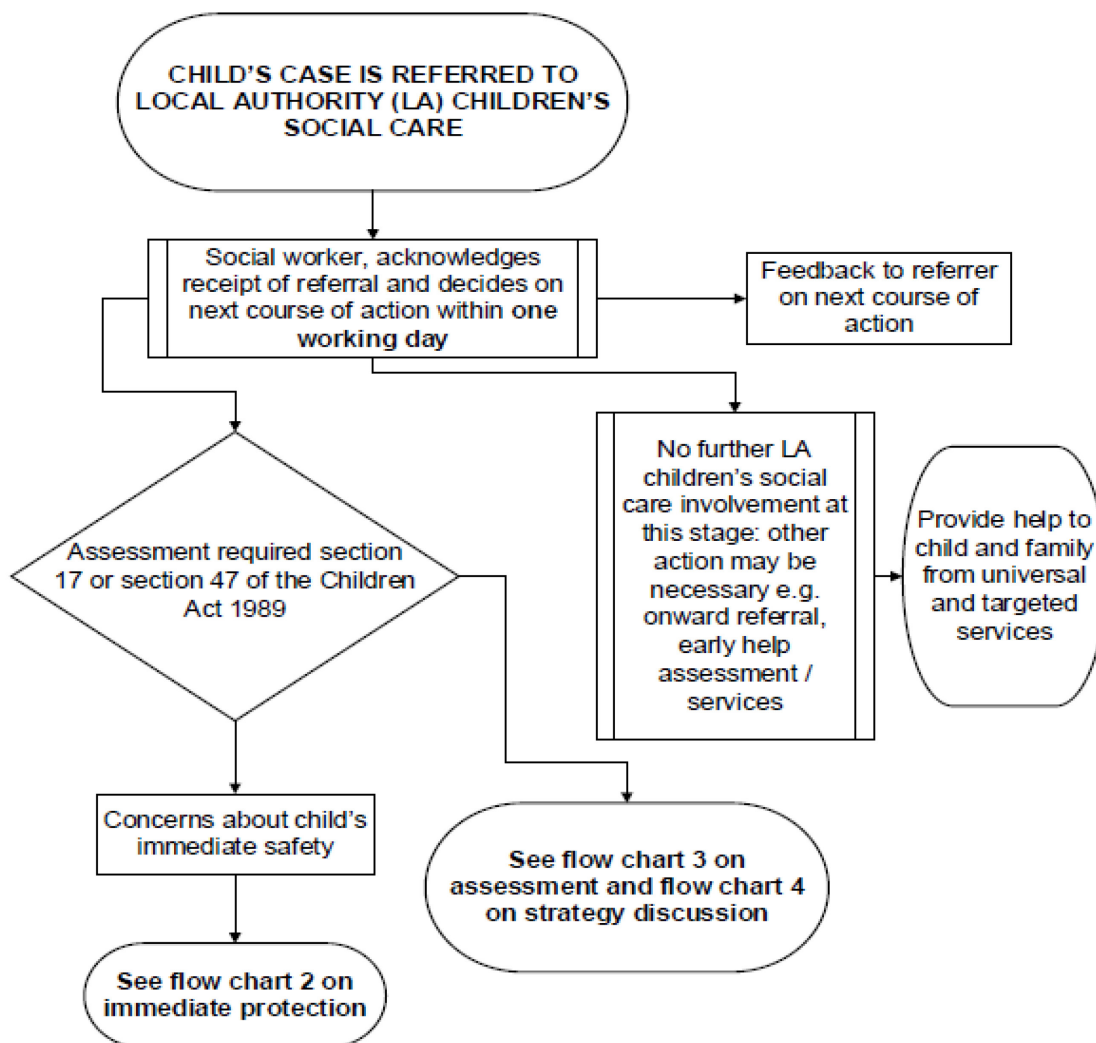 CHILD’S CASE IS REFERRED TO
LOCAL AUTHORITY (LA) CHILDREN’S
SOCIAL CARE
Social worker, acknowledges
receipt of referral and decides on
next course of action within one
working day
Feedback to referrer
on next course of
action
No further LA
children’s social
care involvement at
this stage: other
action may be
necessary e.g.
onward referral,
early help
assessment /
services
Provide help to
child and family
from universal
and targeted
services
Assessment required section
17 or section 47 of the Children
Act 1989
Concerns about child’s
immediate safety
See flow chart 3 on
assessment and flow chart 4
on strategy discussion
See flow chart 2 on
immediate protection